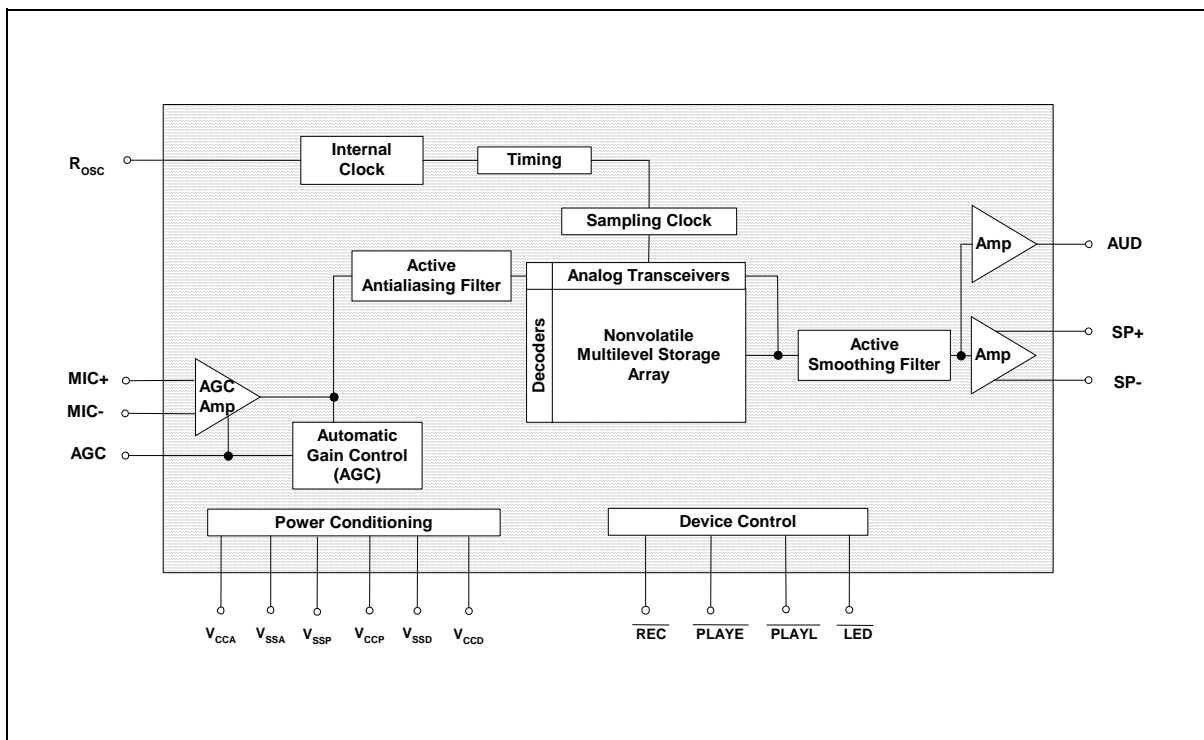 Internal
Clock
Timing
R_OSC
Sampling Clock
Amp
AUD
Active
Antialiasing Filter
Analog Transceivers
Decoders
Nonvolatile
Multilevel Storage
Array
Active
Smoothing Filter
Amp
SP+
SP-
MIC+
MIC-
AGC
AGC
Amp
Automatic
Gain Control
(AGC)
Power Conditioning
Device Control
V_CCA V_SSA V_SSP V_CCP V_SSD V_CCD
REC PLAYE PLAYL LED